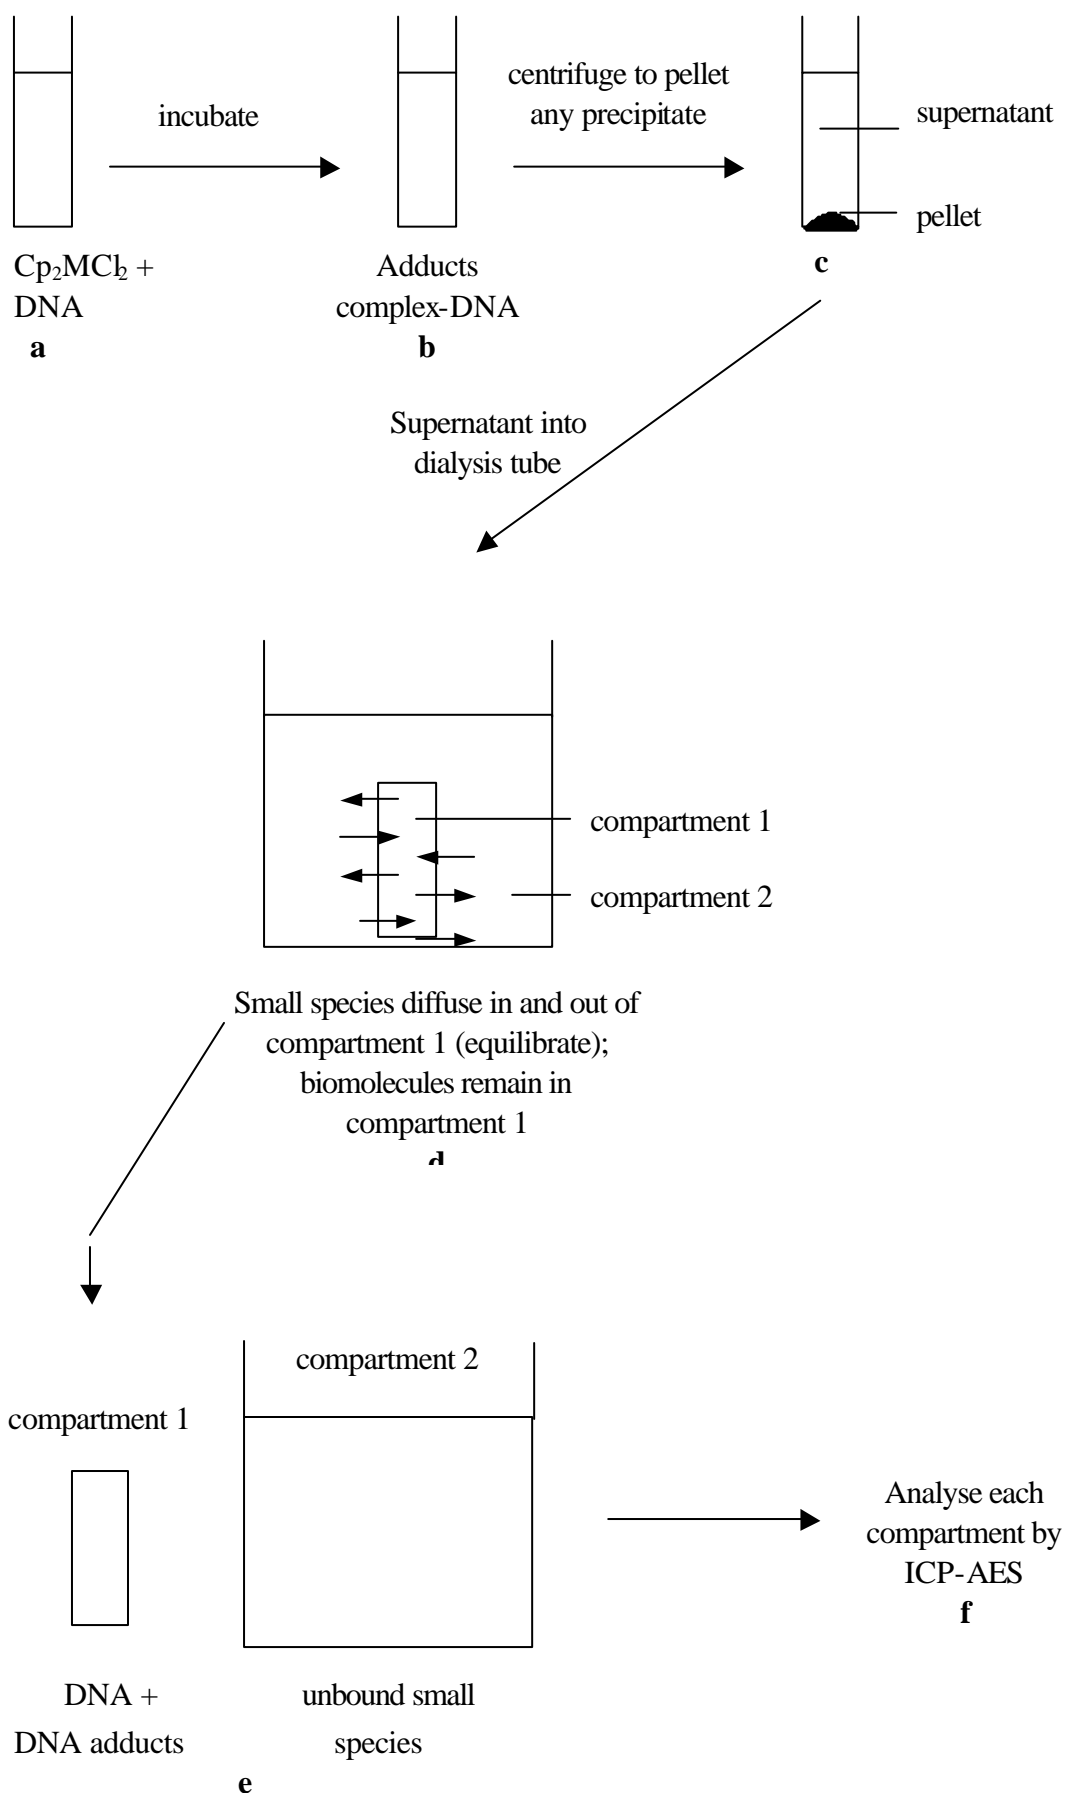 incubate
centrifuge to pellet
any precipitate
supernatant
pellet
Cp₂MCl₂ +
DNA
a
Adducts
complex-DNA
b
c
Supernatant into
dialysis tube
compartment 1
compartment 2
Small species diffuse in and out of
compartment 1 (equilibrate);
biomolecules remain in
compartment 1
d
compartment 2
compartment 1
Analyse each
compartment by
ICP-AES
f
DNA +
DNA adducts
unbound small
species
e